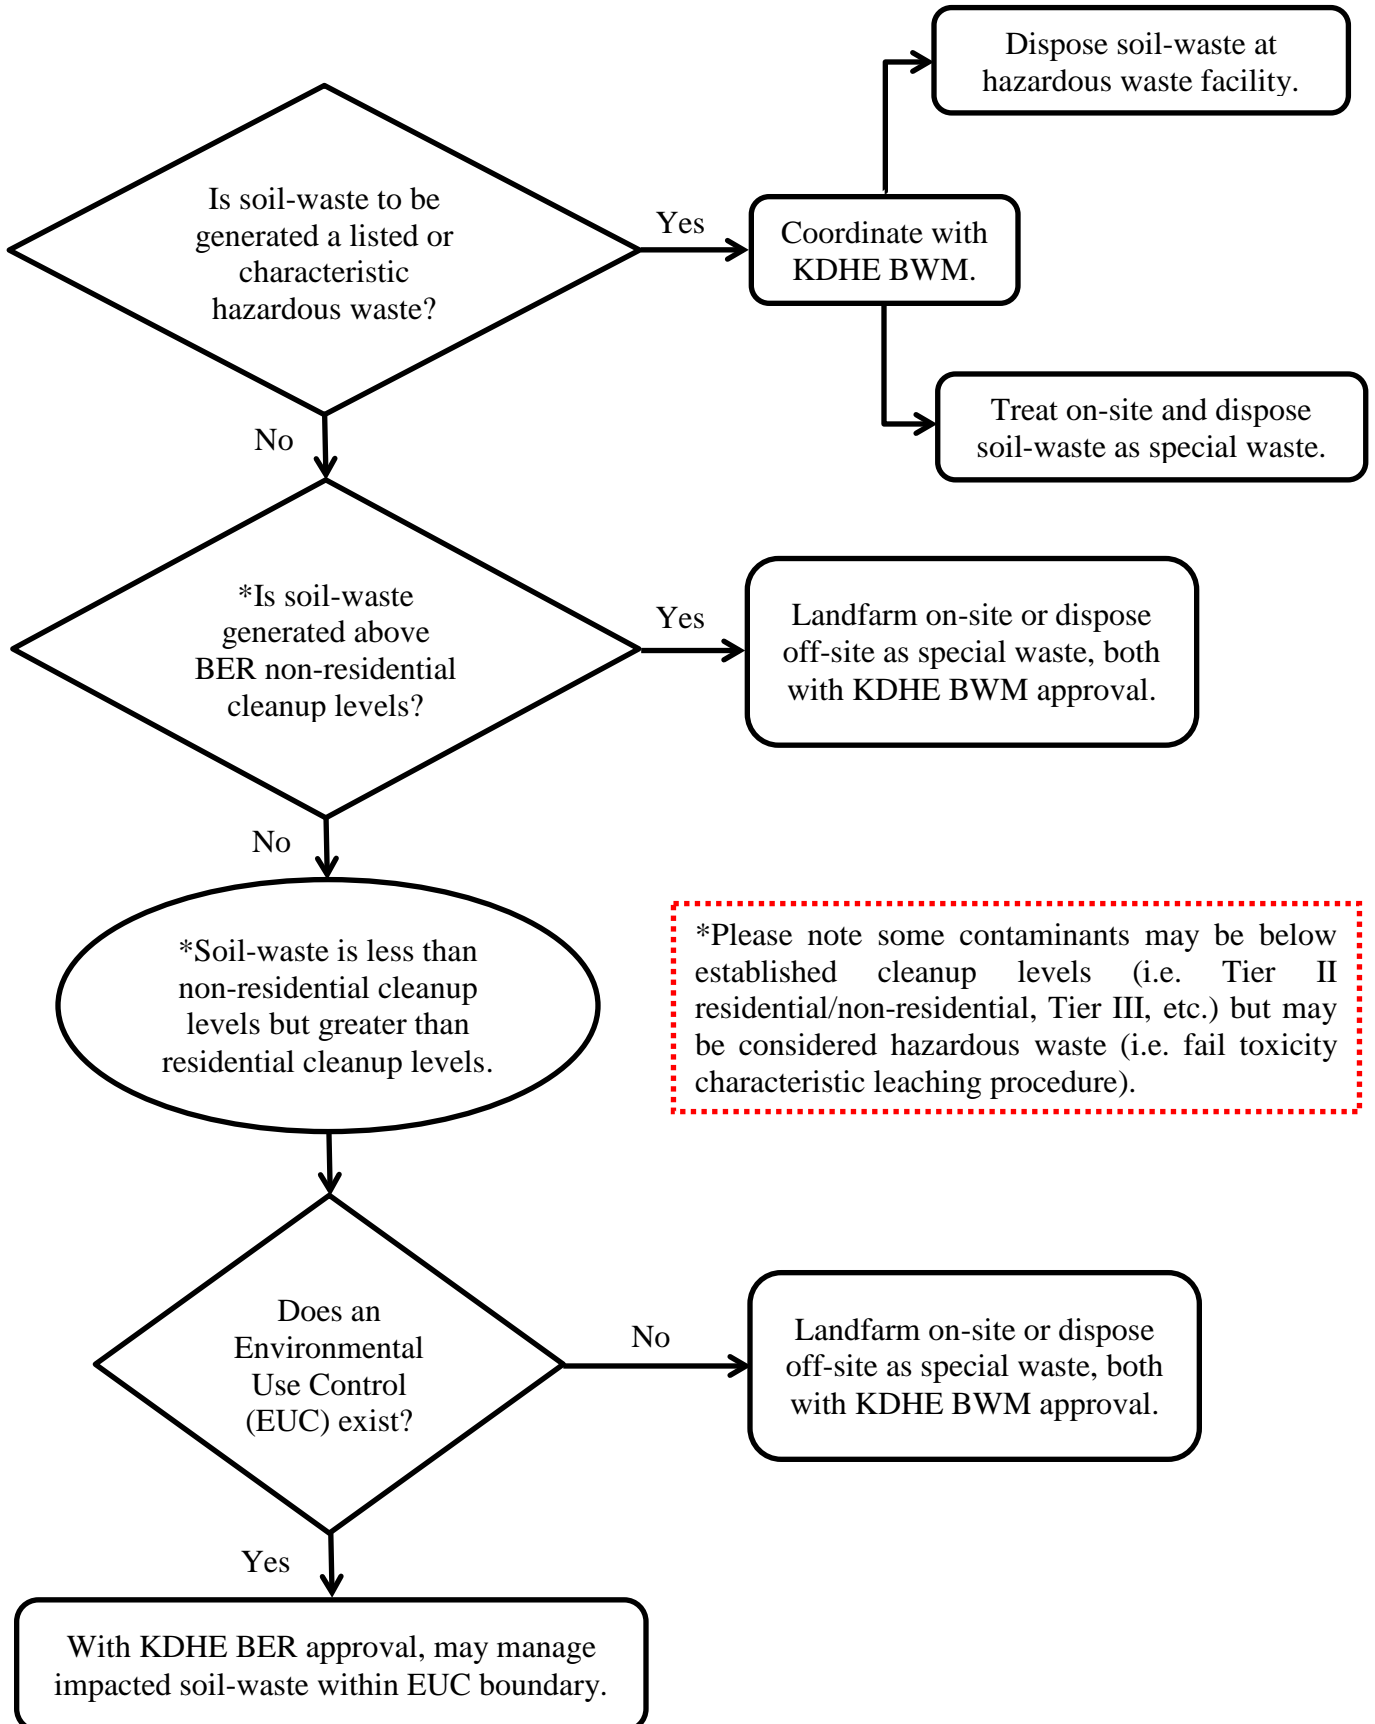 Dispose soil-waste at
hazardous waste facility.
Is soil-waste to be
generated a listed or
characteristic
hazardous waste?
Yes
Coordinate with
KDHE BWM.
Treat on-site and dispose
soil-waste as special waste.
No
*Is soil-waste
generated above
BER non-residential
cleanup levels?
Yes
Landfarm on-site or dispose
off-site as special waste, both
with KDHE BWM approval.
No
*Soil-waste is less than
non-residential cleanup
levels but greater than
residential cleanup levels.
*Please note some contaminants may be below
established cleanup levels (i.e. Tier II
residential/non-residential, Tier III, etc.) but may
be considered hazardous waste (i.e. fail toxicity
characteristic leaching procedure).
Does an
Environmental
Use Control
(EUC) exist?
No
Landfarm on-site or dispose
off-site as special waste, both
with KDHE BWM approval.
Yes
With KDHE BER approval, may manage
impacted soil-waste within EUC boundary.